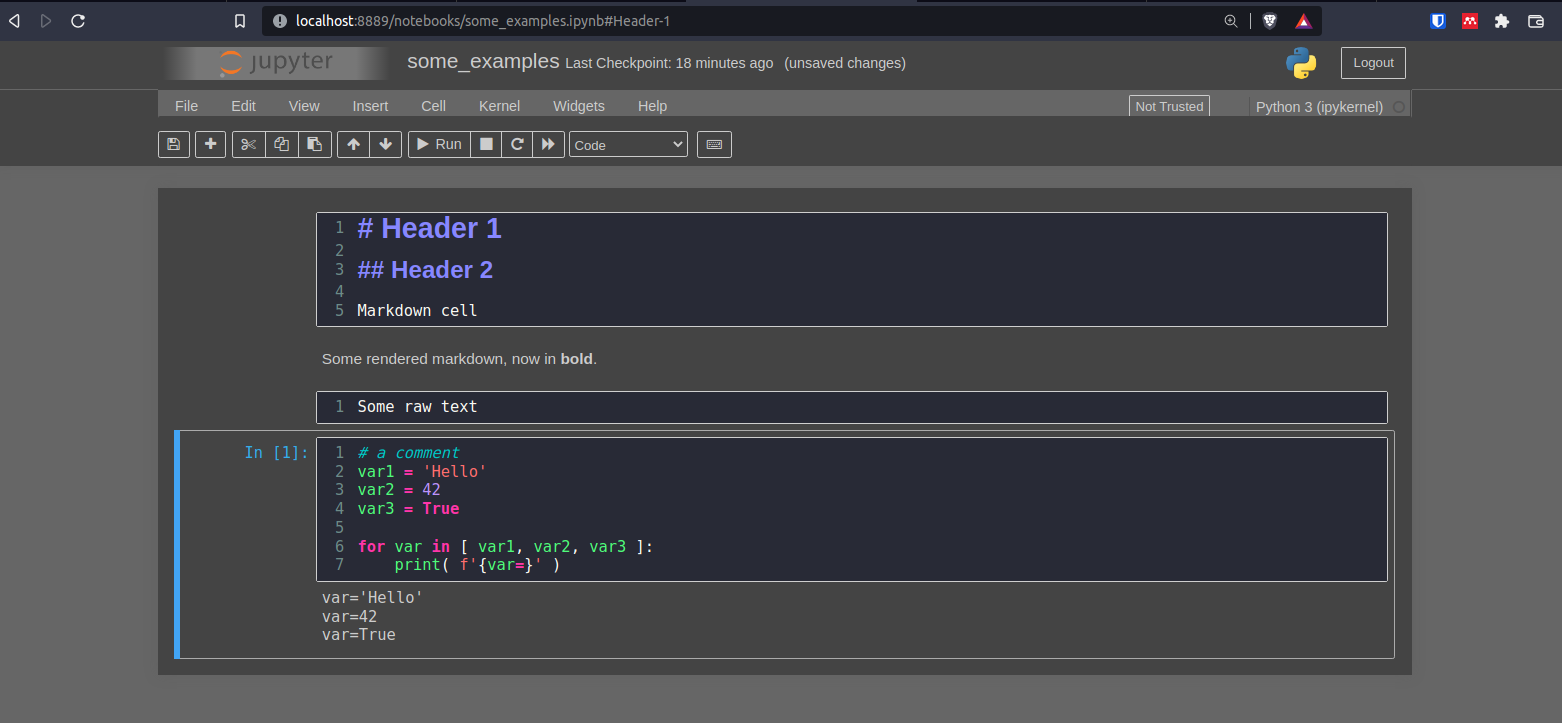 localhost:8889/notebooks/some_examples.ipynb#Header-1
jupyter some_examples Last Checkpoint: 18 minutes ago (unsaved changes) Logout
File Edit View Insert Cell Kernel Widgets Help Not Trusted Python 3 (ipykernel)
Run Code
1 # Header 1
2
3 ## Header 2
4
5 Markdown cell
Some rendered markdown, now in bold.
1 Some raw text
In [1]: 1 # a comment
2 var1 = 'Hello'
3 var2 = 42
4 var3 = True
5
6 for var in [ var1, var2, var3 ]:
7     print( f'{var=}' )
var='Hello'
var=42
var=True